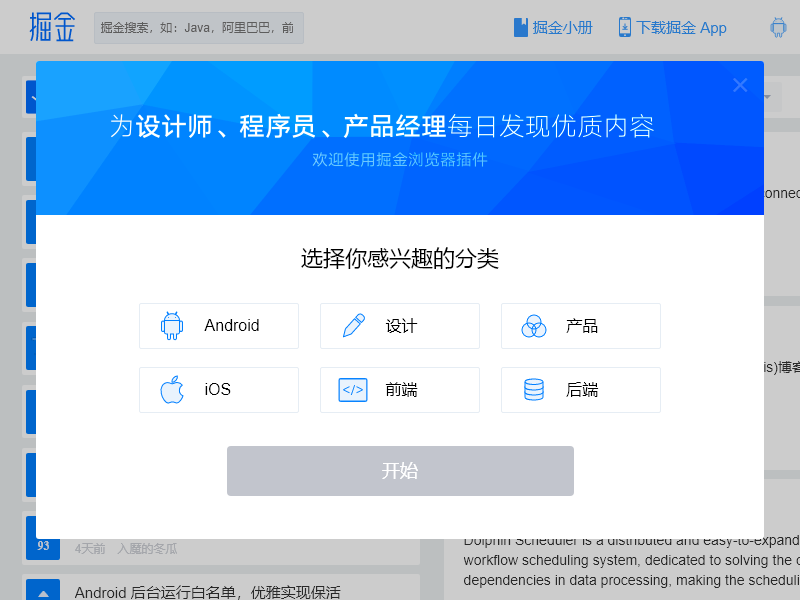 掘金
掘金搜索，如：Java，阿里巴巴，前
掘金小册
下载掘金 App
为设计师、程序员、产品经理每日发现优质内容
欢迎使用掘金浏览器插件
选择你感兴趣的分类
Android
设计
产品
iOS
</>
前端
后端
开始
93
4天前 入魔的冬瓜
Android 后台运行白名单，优雅实现保活
Dolphin Scheduler is a distributed and easy-to-expand
workflow scheduling system, dedicated to solving the
dependencies in data processing, making the